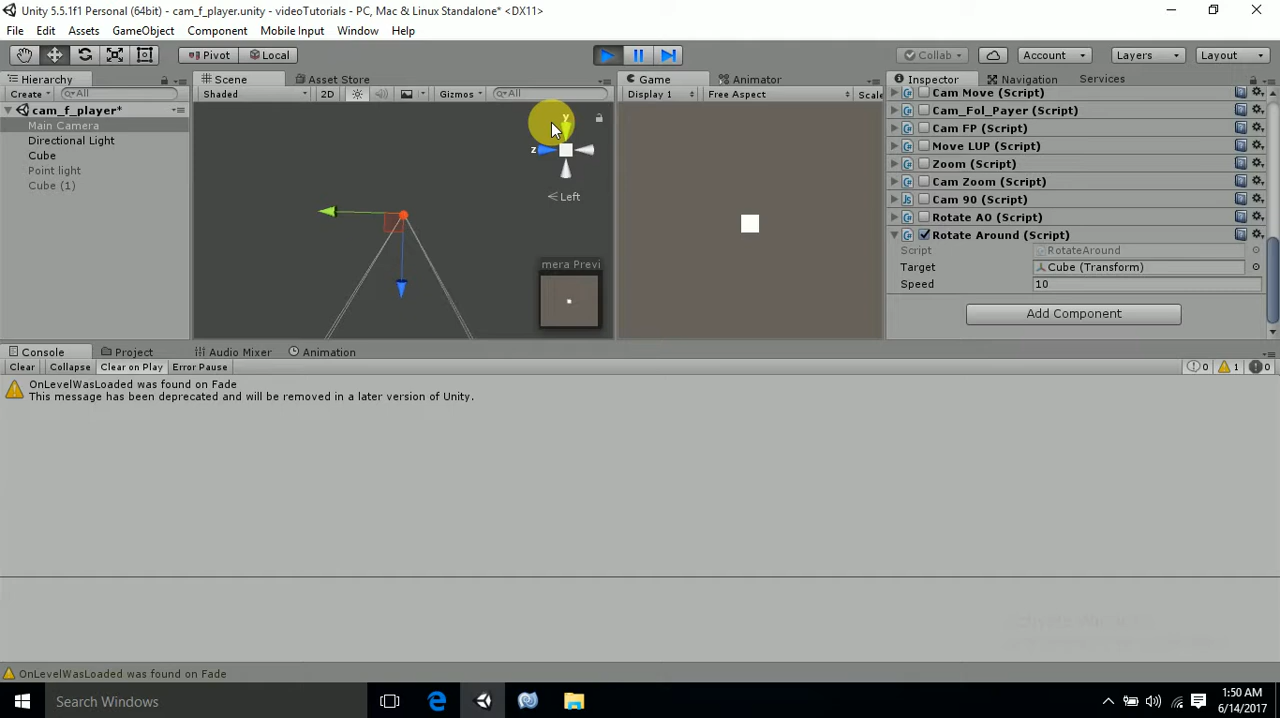 Unity 5.5.1f1 Personal (64bit) - cam_f_player.unity - videoTutorials - PC, Mac & Linux Standalone* <DX11>
File Edit Assets GameObject Component Mobile Input Window Help
Pivot Local Collab Account Layers Layout
Hierarchy
Create All
cam_f_player*
Main Camera
Directional Light
Cube
Point light
Cube (1)
Scene Asset Store
Shaded 2D Gizmos All
y
z
Left
mera Previ
Game Animator
Display 1 Free Aspect Scale
Inspector Navigation Services
Cam Move (Script)
Cam_Fol_Payer (Script)
Cam FP (Script)
Move LUP (Script)
Zoom (Script)
Cam Zoom (Script)
Cam 90 (Script)
Rotate AO (Script)
Rotate Around (Script)
Script RotateAround
Target Cube (Transform)
Speed 10
Add Component
Console Project Audio Mixer Animation
Clear Collapse Clear on Play Error Pause 0 1 0
OnLevelWasLoaded was found on Fade
This message has been deprecated and will be removed in a later version of Unity.
OnLevelWasLoaded was found on Fade
Search Windows
1:50 AM
6/14/2017